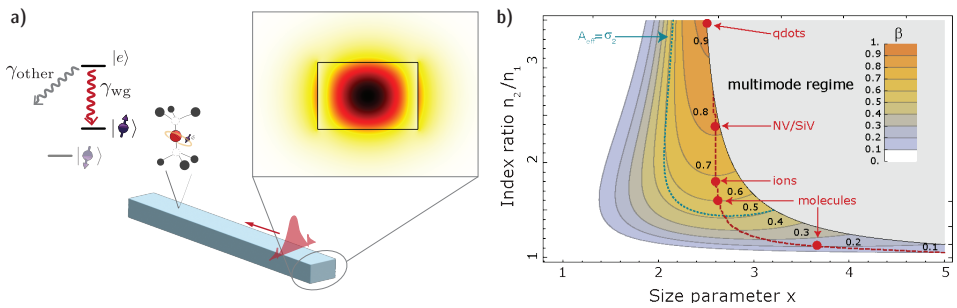 a)
|e⟩
γother
γwg
|⟩
|⟩
b)
Index ratio n₂/n₁
3
2
1
1
2
3
4
5
Size parameter x
Aeff=σ₂
0.9
0.8
0.7
0.6
0.5
0.4
0.3
0.2
0.1
qdots
multimode regime
NV/SiV
ions
molecules
β
1.
0.9
0.8
0.7
0.6
0.5
0.4
0.3
0.2
0.1
0.